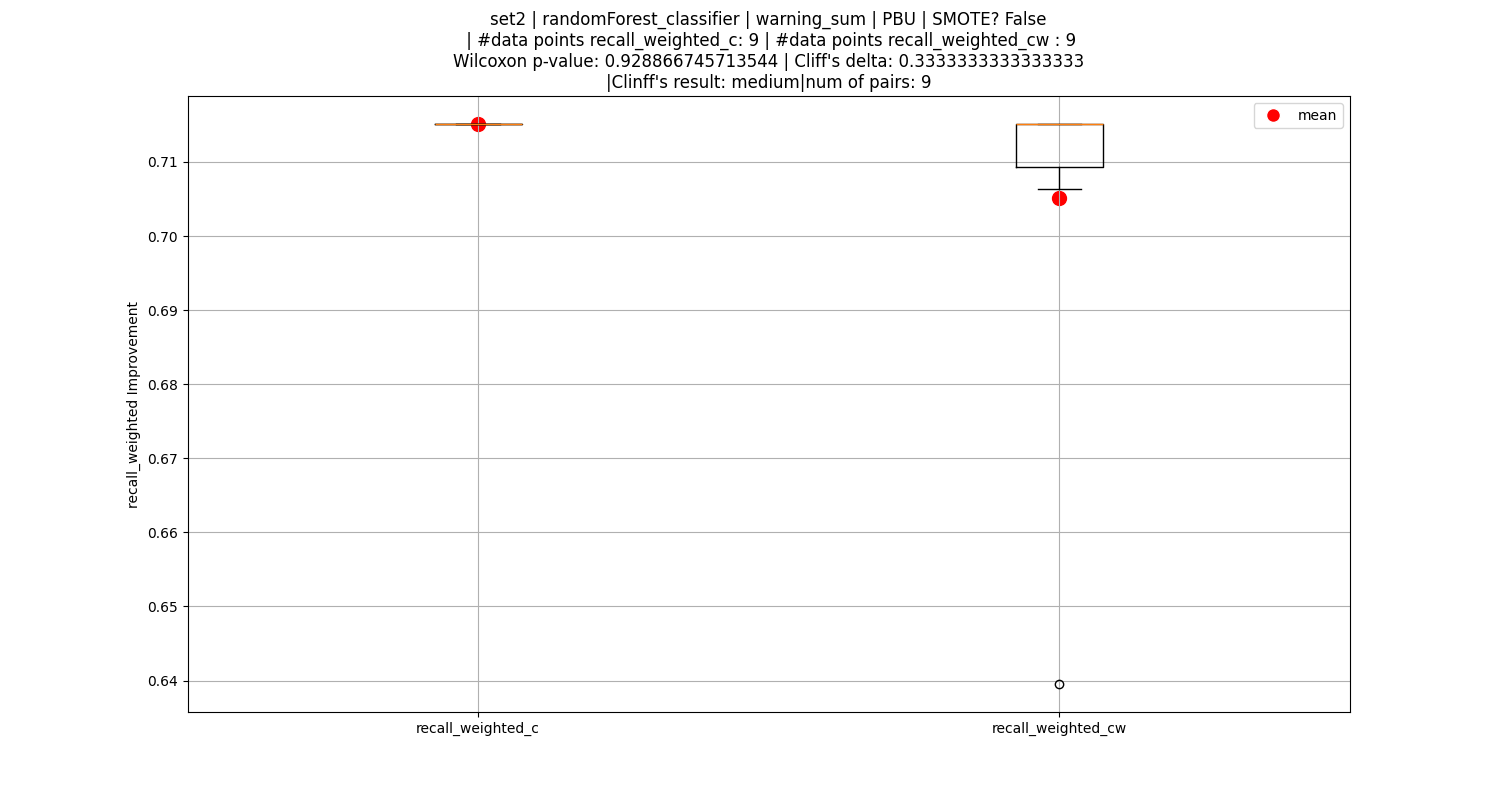 set2 | randomForest_classifier | warning_sum | PBU | SMOTE? False
| #data points recall_weighted_c: 9 | #data points recall_weighted_cw : 9
Wilcoxon p-value: 0.928866745713544 | Cliff's delta: 0.3333333333333333
|Clinff's result: medium|num of pairs: 9
mean
0.71
0.70
0.69
0.68
0.67
0.66
0.65
0.64
recall_weighted Improvement
recall_weighted_c
recall_weighted_cw